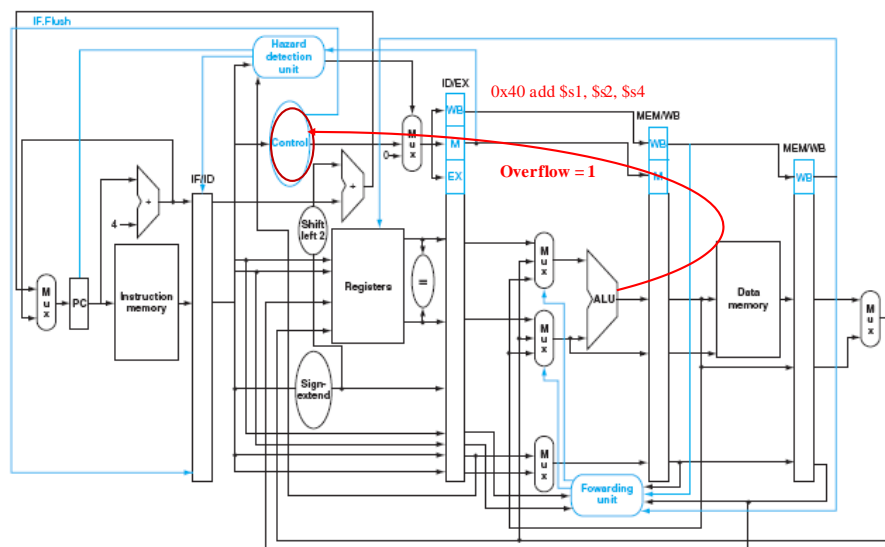 IF.Flush
Hazard
detection
unit
ID/EX
0x40 add $s1, $s2, $s4
WB
MEM/WB
Control
M
u
x
M
WB
MEM/WB
0
IF/ID
EX
Overflow = 1
M
WB
+
+
4
Shift
left 2
M
u
x
PC
Instruction
memory
Registers
=
M
u
x
ALU
M
u
x
Data
memory
M
u
x
Sign-
extend
M
u
x
Fowarding
unit